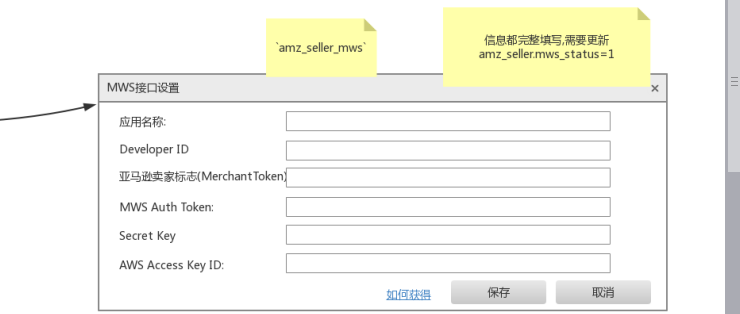 `amz_seller_mws`
信息都完整填写,需要更新
amz_seller.mws_status=1
MWS接口设置
×
应用名称:
Developer ID
亚马逊卖家标志(MerchantToken)
MWS Auth Token:
Secret Key
AWS Access Key ID:
如何获得 保存 取消